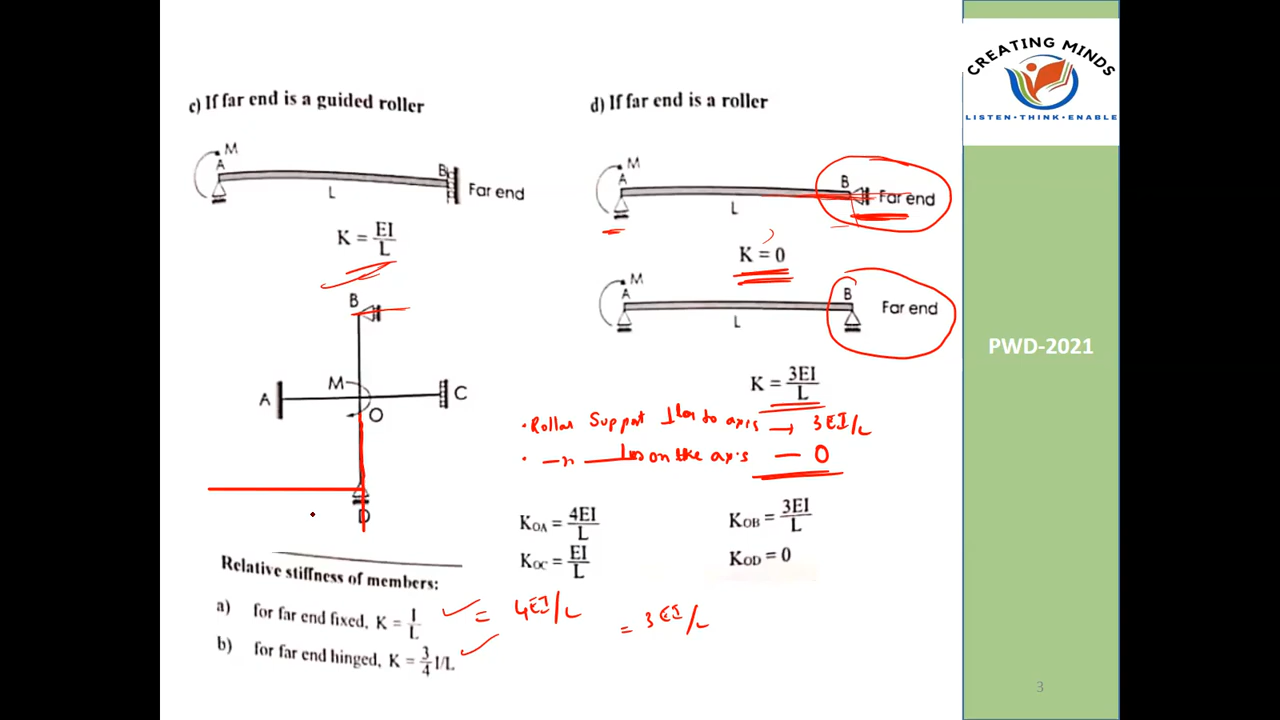 CREATING MINDS
LISTEN·THINK·ENABLE
PWD-2021
3
c) If far end is a guided roller
M
A
B
L
Far end
K = EI/L
d) If far end is a roller
M
A
B
L
Far end
K = 0
M
A
B
L
Far end
K = 3EI/L
• Roller Support ⊥lar to axis → 3EI/L
on the axis — 0
B
M
A
C
O
D
KOA = 4EI/L
KOB = 3EI/L
KOC = EI/L
KOD = 0
Relative stiffness of members:
a) for far end fixed, K = I/L = 4EI/L
b) for far end hinged, K = 3/4 I/L = 3EI/L